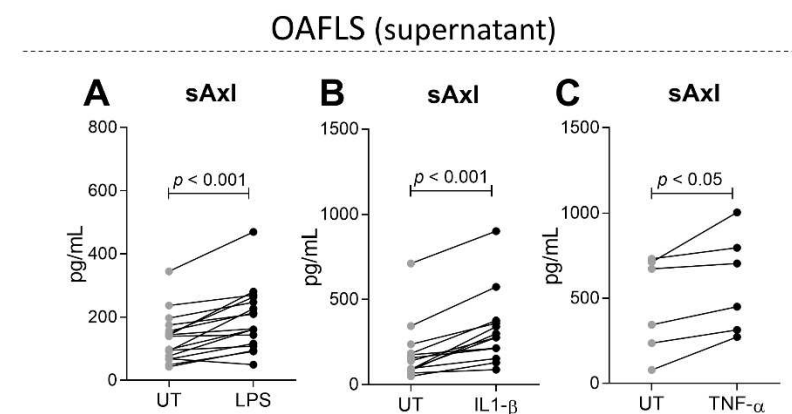 OAFLS (supernatant)
A sAxl
800
600
400
200
0
pg/mL
p < 0.001
UT LPS
B sAxl
1500
1000
500
0
pg/mL
p < 0.001
UT IL1-β
C sAxl
1500
1000
500
0
pg/mL
p < 0.05
UT TNF-α